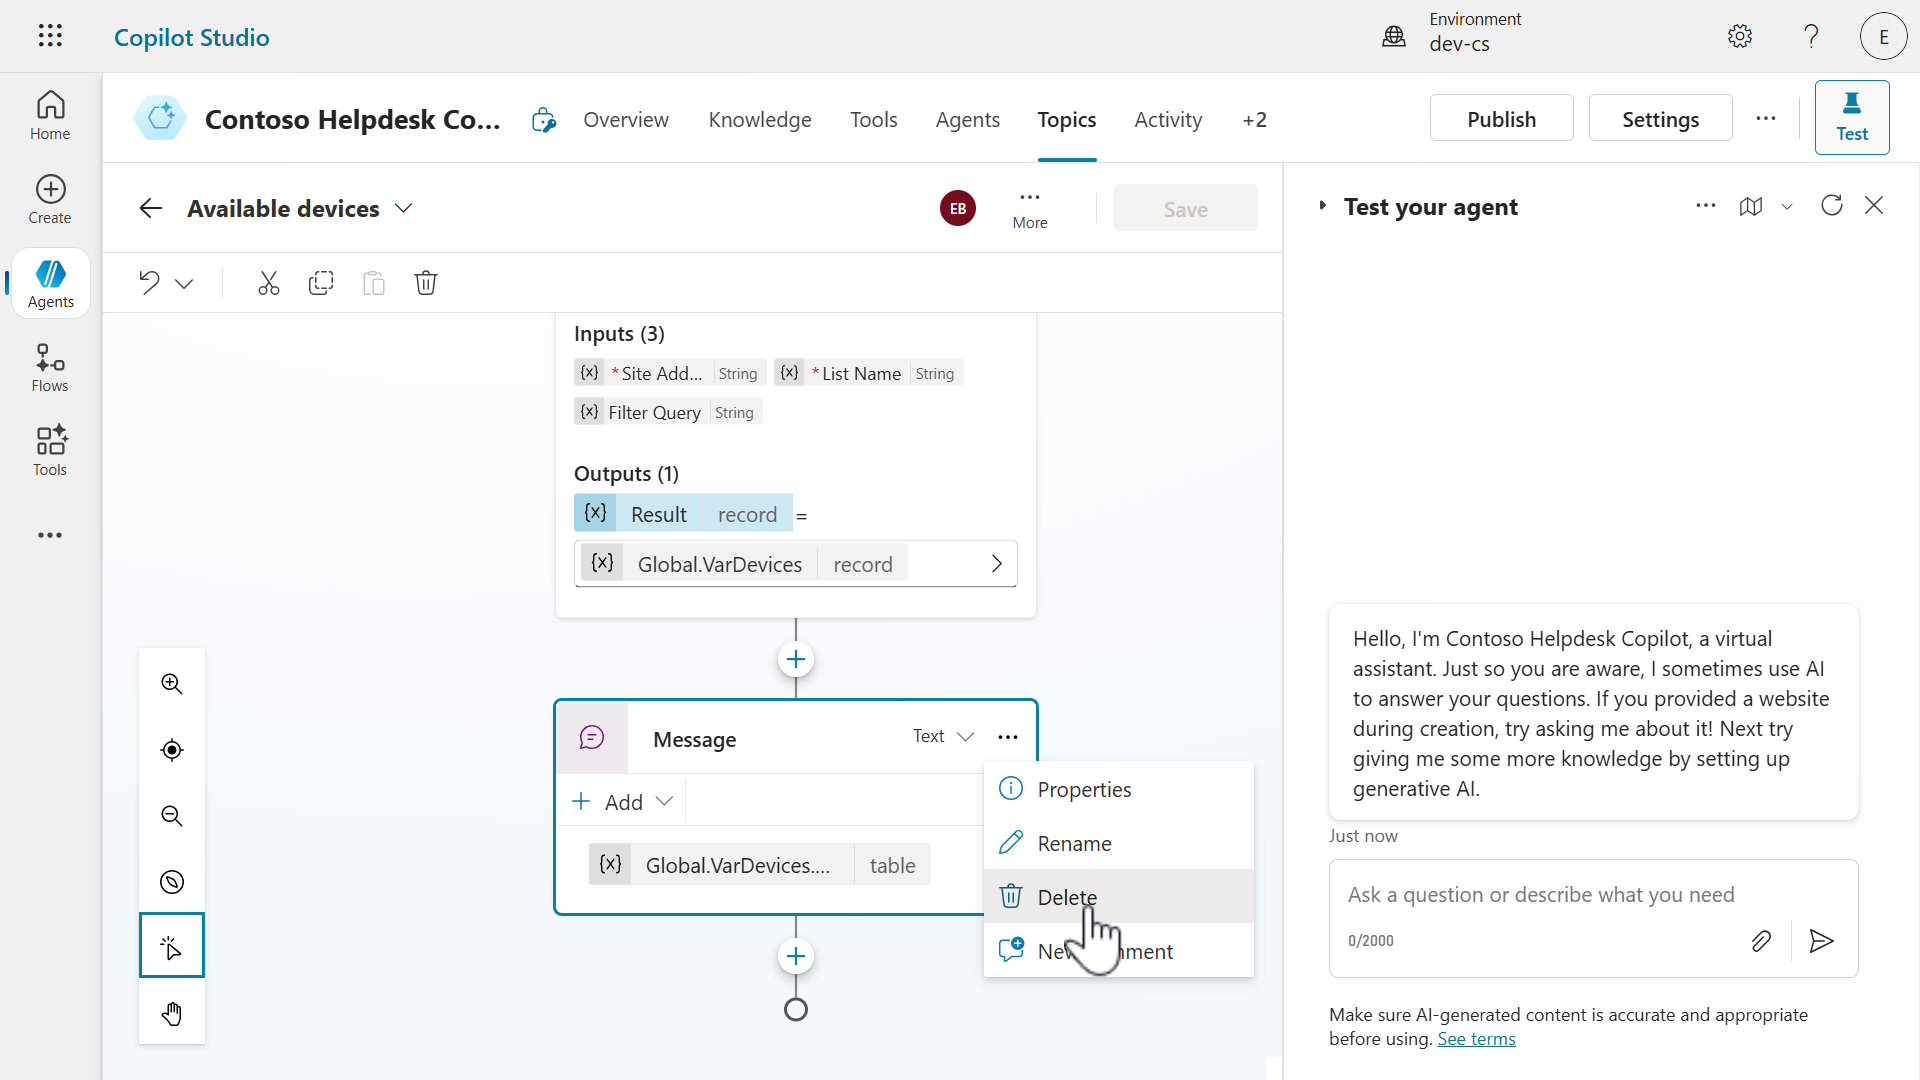 Copilot Studio
Environment
dev-cs
E
Home
Create
Agents
Flows
Tools
Contoso Helpdesk Co...
Overview
Knowledge
Tools
Agents
Topics
Activity
+2
Publish
Settings
Test
Available devices
EB
More
Save
Inputs (3)
{x} *Site Add... String {x} *List Name String
{x} Filter Query String
Outputs (1)
{x} Result record =
{x} Global.VarDevices record
Message
Text
Add
{x} Global.VarDevices.... table
Properties
Rename
Delete
Test your agent
Hello, I'm Contoso Helpdesk Copilot, a virtual
assistant. Just so you are aware, I sometimes use AI
to answer your questions. If you provided a website
during creation, try asking me about it! Next try
giving me some more knowledge by setting up
generative AI.
Just now
Ask a question or describe what you need
0/2000
Make sure AI-generated content is accurate and appropriate
before using. See terms